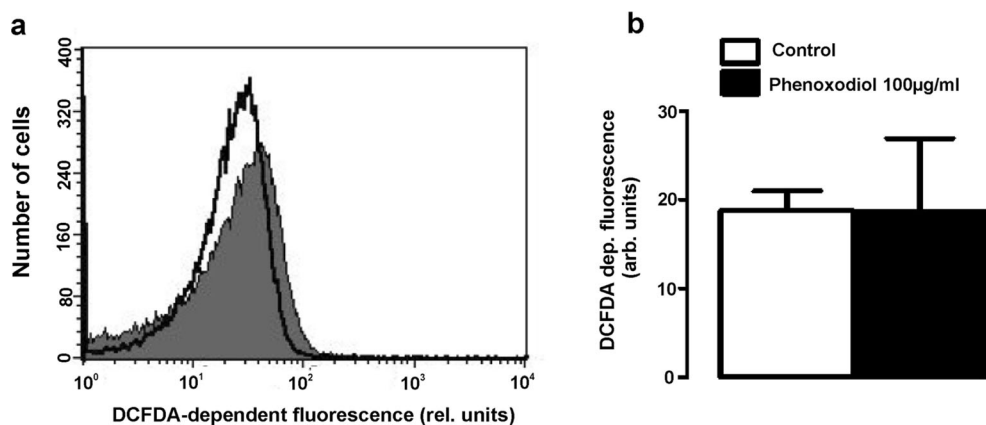 a
400
320
240
160
80
0
Number of cells
10⁰ 10¹ 10² 10³ 10⁴
DCFDA-dependent fluorescence (rel. units)
b
Control
Phenoxodiol 100µg/ml
30
20
10
0
DCFDA dep. fluorescence
(arb. units)